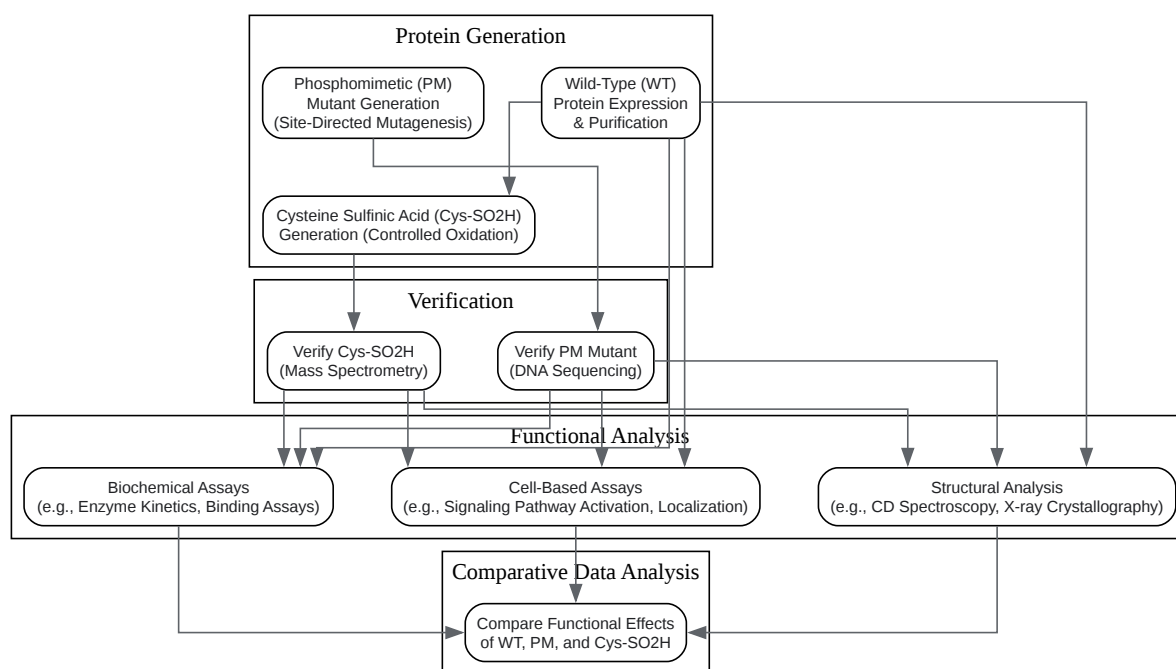 Protein Generation
Phosphomimetic (PM)
Mutant Generation
(Site-Directed Mutagenesis)
Wild-Type (WT)
Protein Expression
& Purification
Cysteine Sulfinic Acid (Cys-SO2H)
Generation (Controlled Oxidation)
Verification
Verify Cys-SO2H
(Mass Spectrometry)
Verify PM Mutant
(DNA Sequencing)
Functional Analysis
Biochemical Assays
(e.g., Enzyme Kinetics, Binding Assays)
Cell-Based Assays
(e.g., Signaling Pathway Activation, Localization)
Structural Analysis
(e.g., CD Spectroscopy, X-ray Crystallography)
Comparative Data Analysis
Compare Functional Effects
of WT, PM, and Cys-SO2H